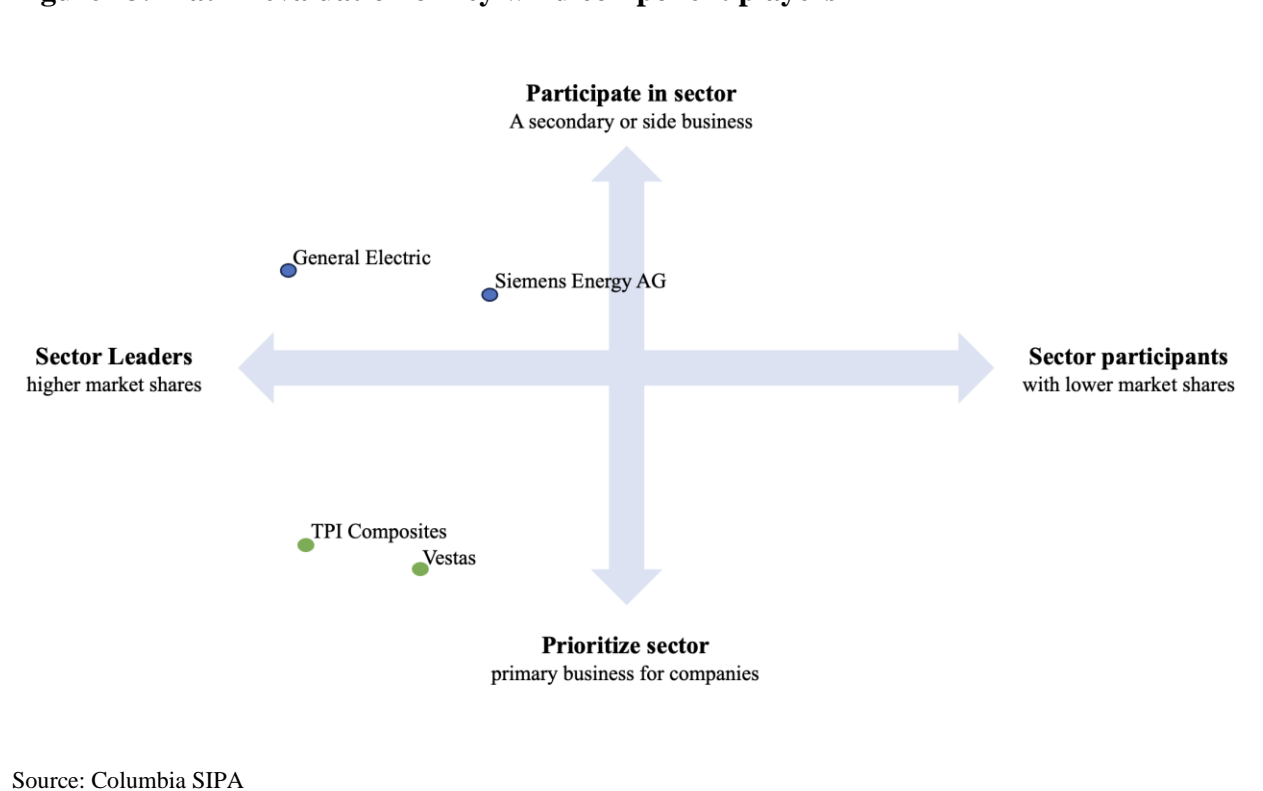 Participate in sector
A secondary or side business
General Electric
Siemens Energy AG
Sector Leaders
higher market shares
Sector participants
with lower market shares
TPI Composites
Vestas
Prioritize sector
primary business for companies
Source: Columbia SIPA